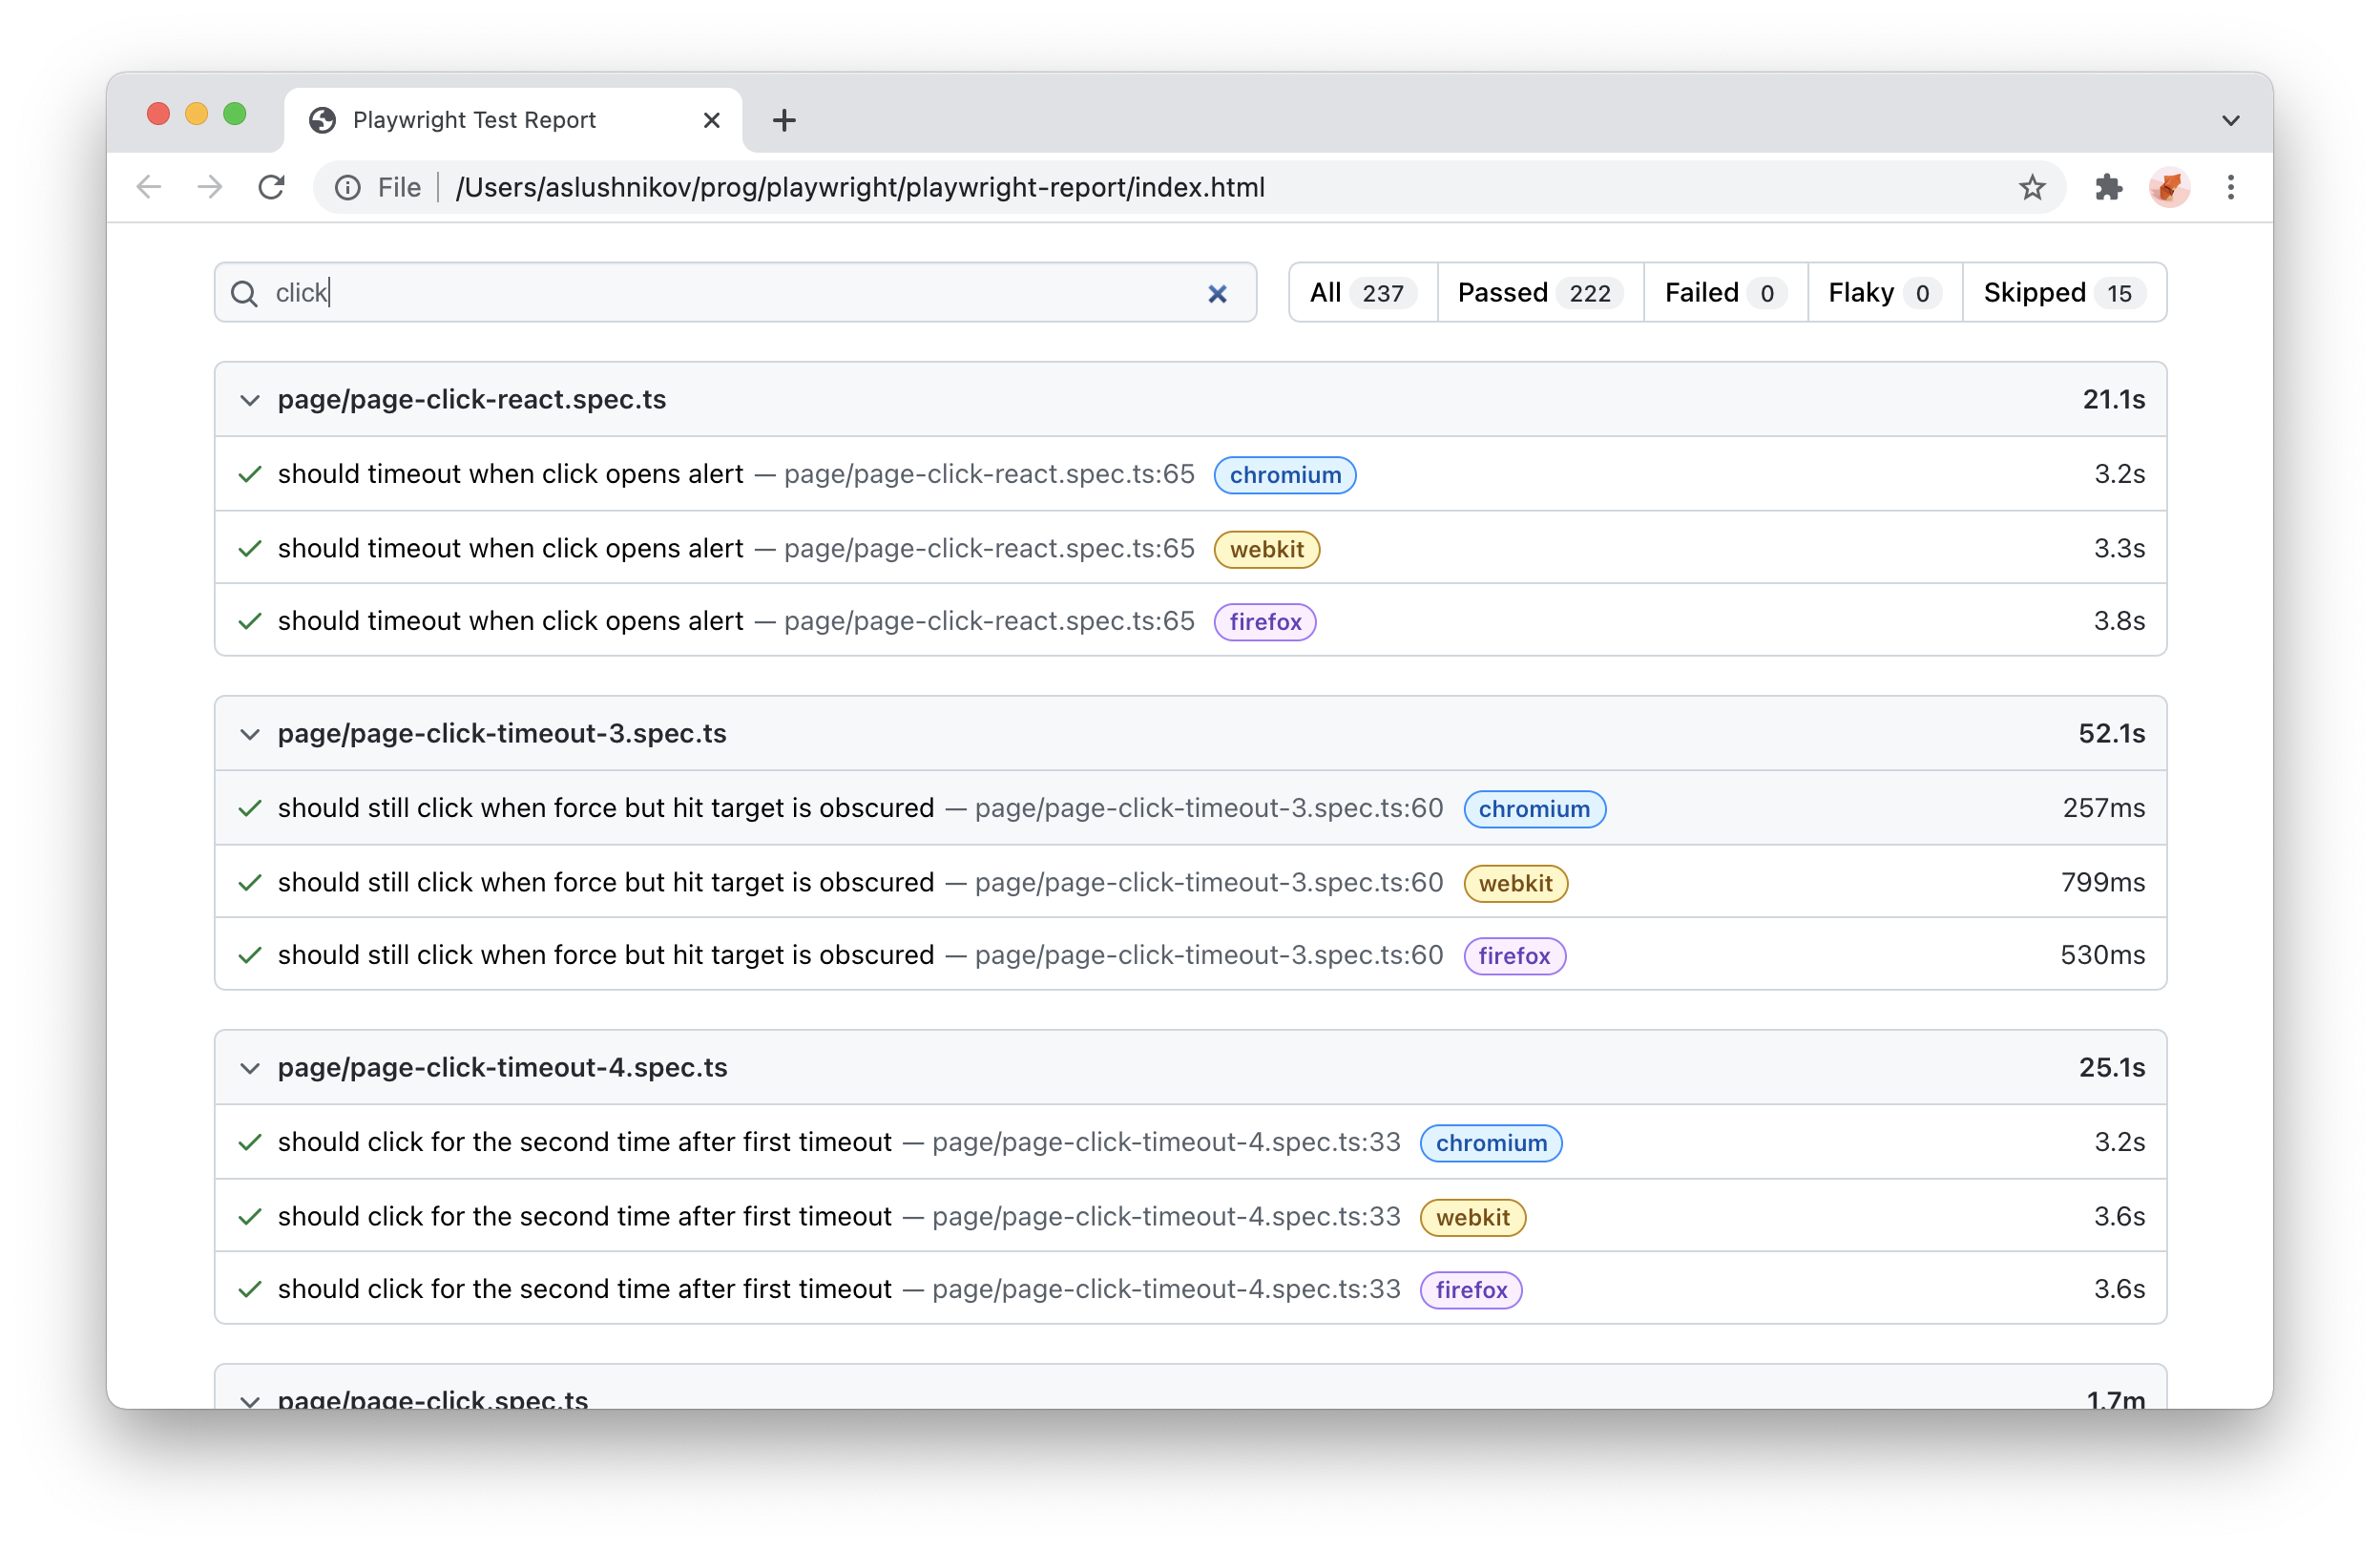 Playwright Test Report
File /Users/aslushnikov/prog/playwright/playwright-report/index.html
click All 237 Passed 222 Failed 0 Flaky 0 Skipped 15
page/page-click-react.spec.ts 21.1s
should timeout when click opens alert — page/page-click-react.spec.ts:65 chromium 3.2s
should timeout when click opens alert — page/page-click-react.spec.ts:65 webkit 3.3s
should timeout when click opens alert — page/page-click-react.spec.ts:65 firefox 3.8s
page/page-click-timeout-3.spec.ts 52.1s
should still click when force but hit target is obscured — page/page-click-timeout-3.spec.ts:60 chromium 257ms
should still click when force but hit target is obscured — page/page-click-timeout-3.spec.ts:60 webkit 799ms
should still click when force but hit target is obscured — page/page-click-timeout-3.spec.ts:60 firefox 530ms
page/page-click-timeout-4.spec.ts 25.1s
should click for the second time after first timeout — page/page-click-timeout-4.spec.ts:33 chromium 3.2s
should click for the second time after first timeout — page/page-click-timeout-4.spec.ts:33 webkit 3.6s
should click for the second time after first timeout — page/page-click-timeout-4.spec.ts:33 firefox 3.6s
page/page-click.spec.ts 1.7m